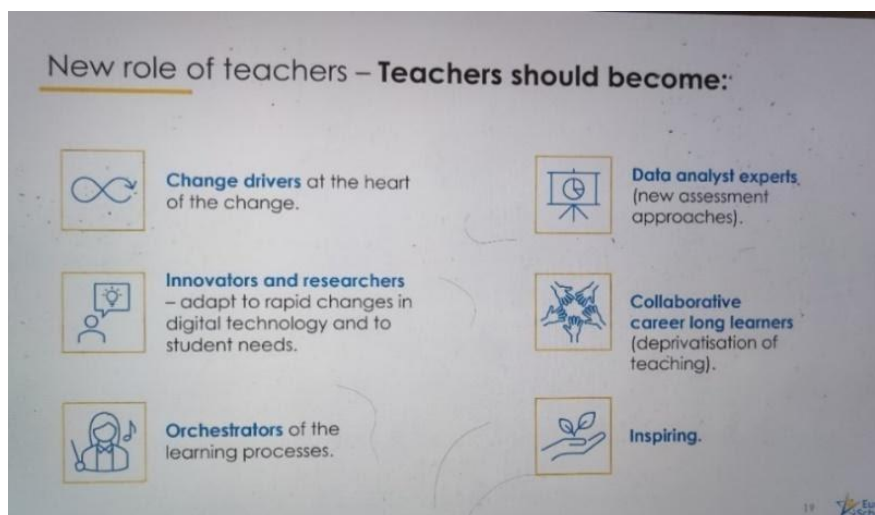 New role of teachers – Teachers should become:
Change drivers at the heart
of the change.
Innovators and researchers
– adapt to rapid changes in
digital technology and to
student needs.
Orchestrators of the
learning processes.
Data analyst experts
(new assessment
approaches).
Collaborative
career long learners
(deprivatisation of
teaching).
Inspiring.
19